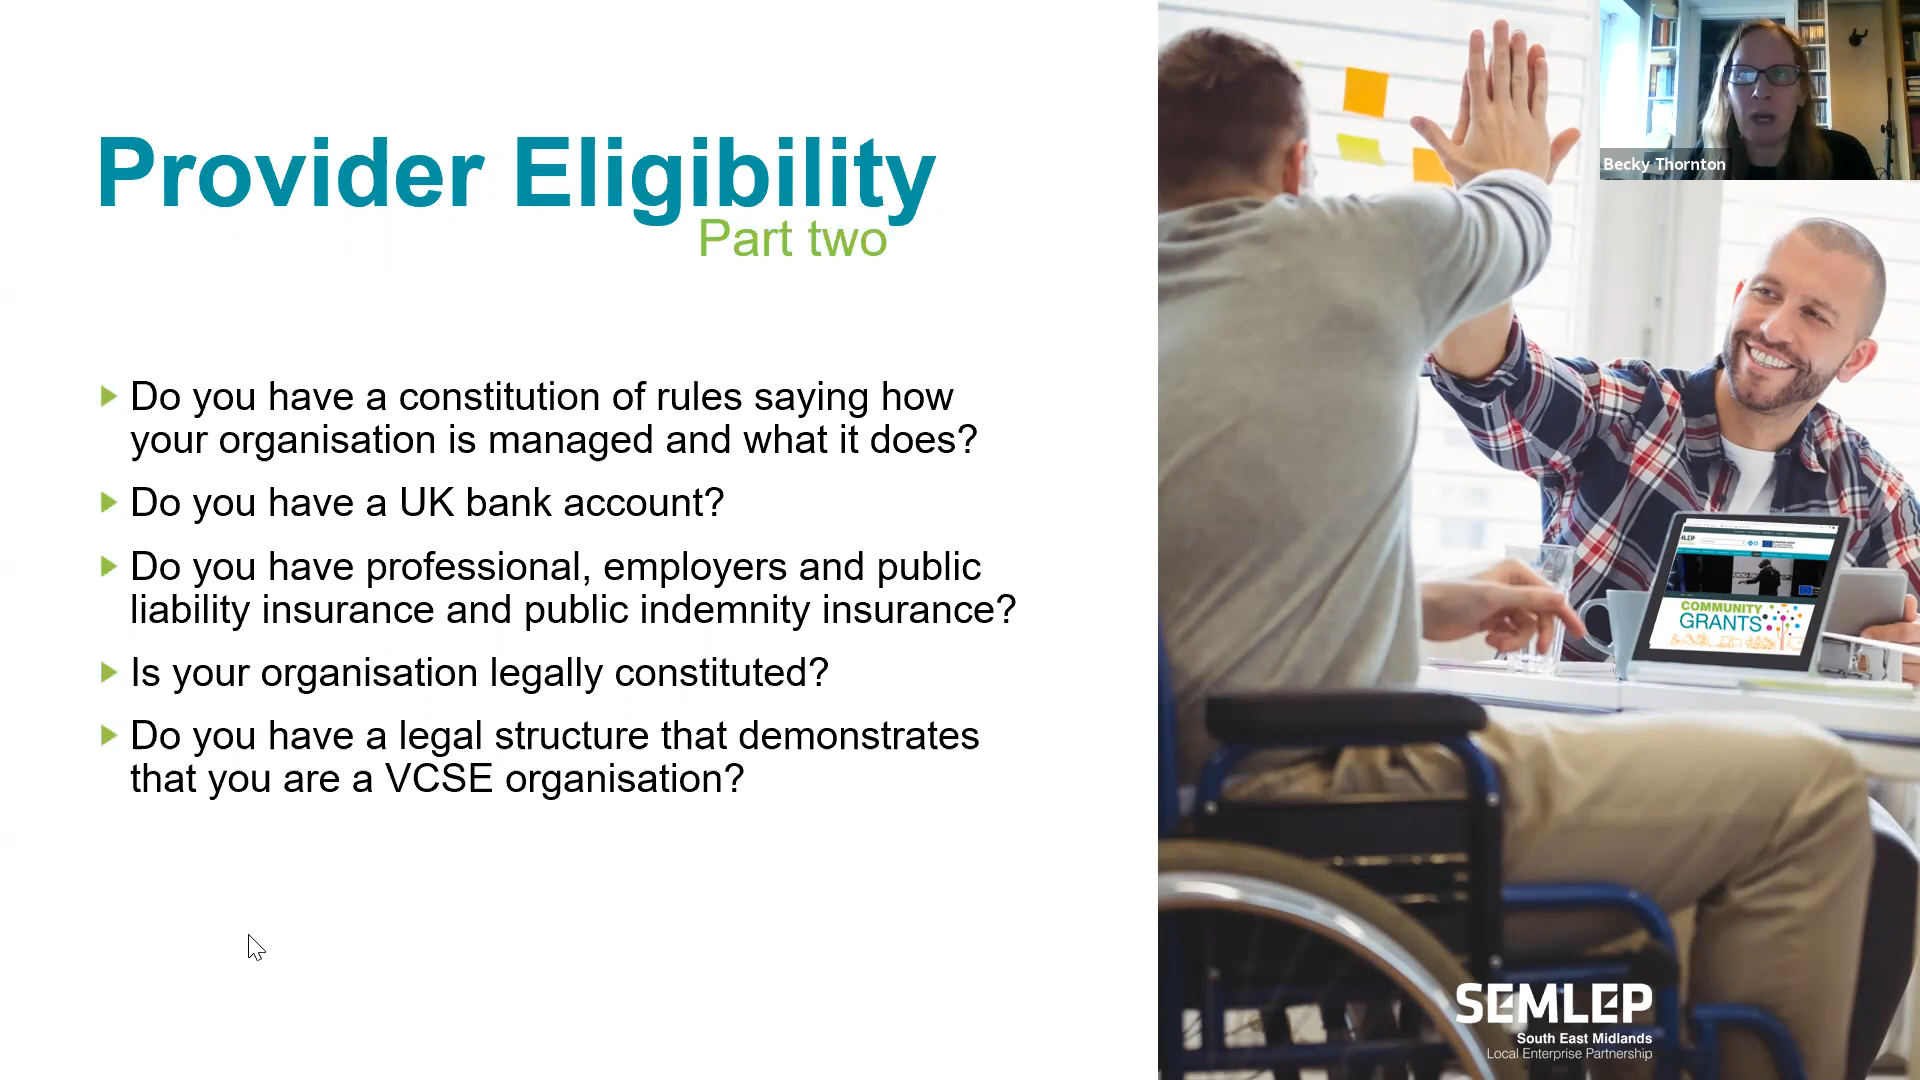 Provider Eligibility
Part two
Do you have a constitution of rules saying how
your organisation is managed and what it does?
Do you have a UK bank account?
Do you have professional, employers and public
liability insurance and public indemnity insurance?
Is your organisation legally constituted?
Do you have a legal structure that demonstrates
that you are a VCSE organisation?
Becky Thornton
COMMUNITY
GRANTS
SEMLEP
South East Midlands
Local Enterprise Partnership